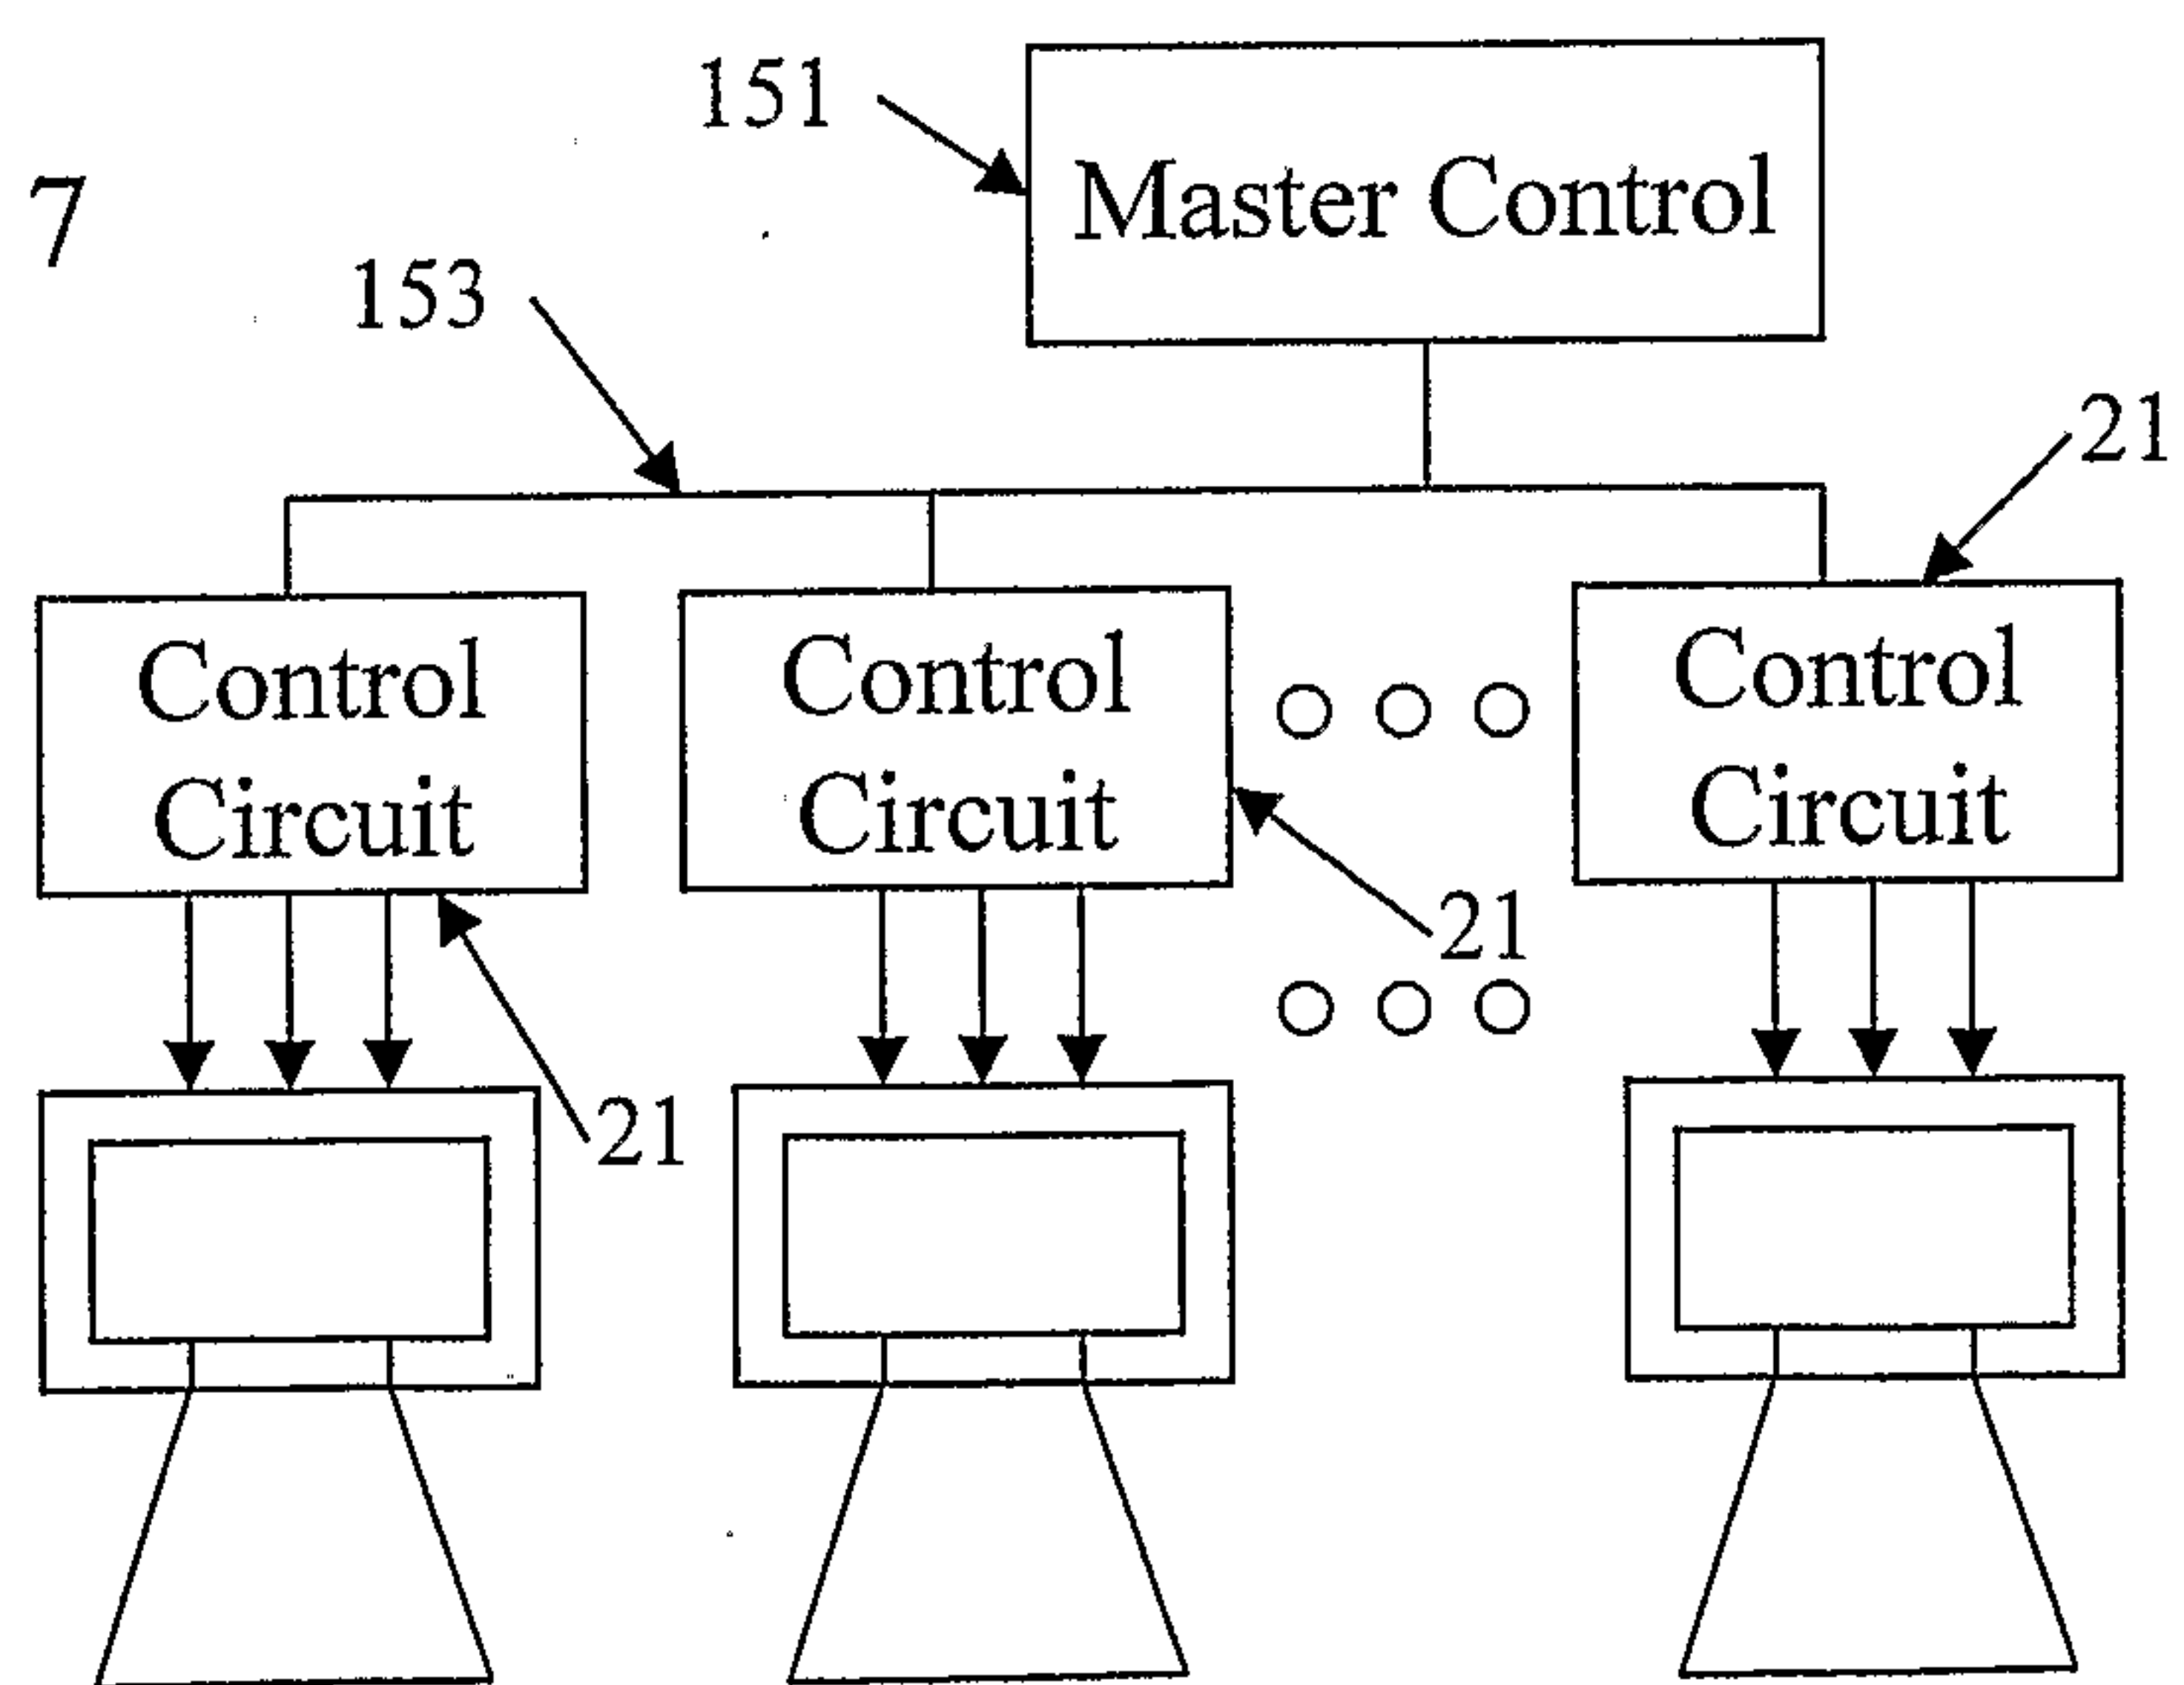 151
Master Control
7
153
21
Control
Circuit
Control
Circuit
Control
Circuit
21
21